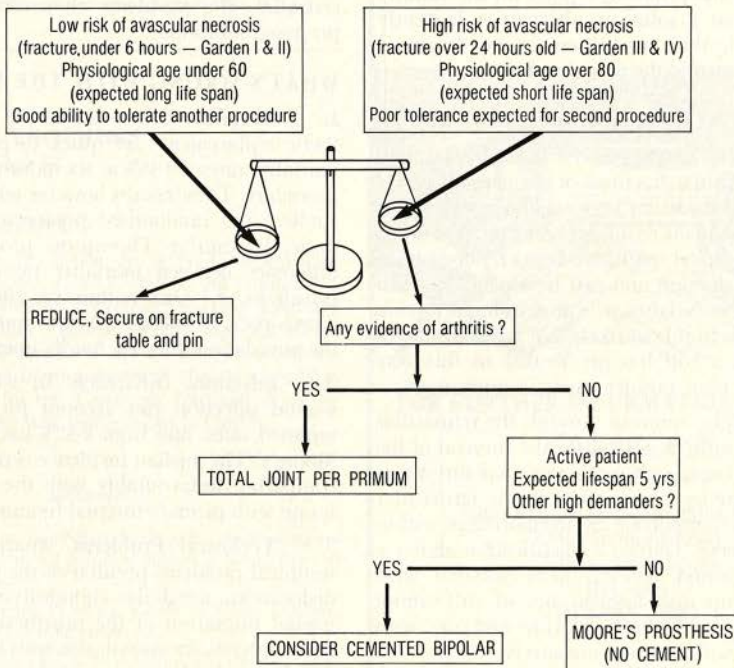 Low risk of avascular necrosis
(fracture,under 6 hours — Garden I & II)
Physiological age under 60
(expected long life span)
Good ability to tolerate another procedure
High risk of avascular necrosis
(fracture over 24 hours old — Garden III & IV)
Physiological age over 80
(expected short life span)
Poor tolerance expected for second procedure
REDUCE, Secure on fracture
table and pin
Any evidence of arthritis ?
YES
NO
TOTAL JOINT PER PRIMUM
Active patient
Expected lifespan 5 yrs
Other high demanders ?
YES
NO
CONSIDER CEMENTED BIPOLAR
MOORE'S PROSTHESIS
(NO CEMENT)